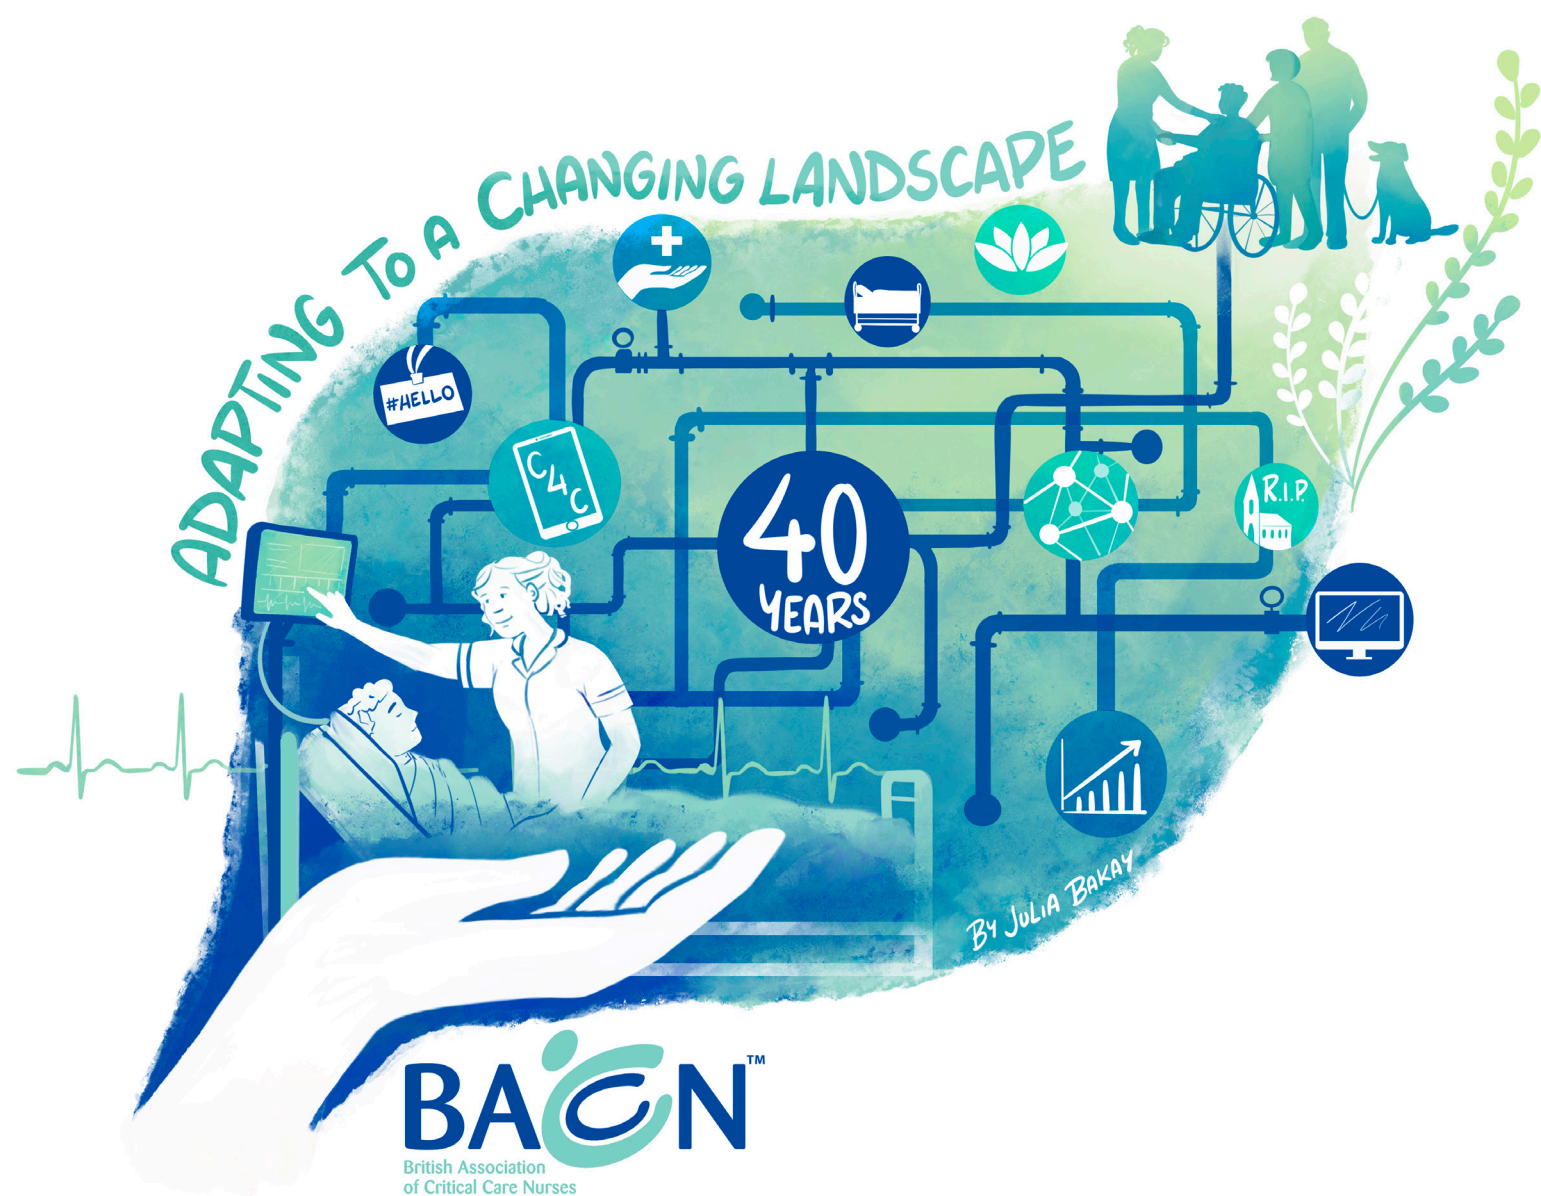 ADAPTING TO A CHANGING LANDSCAPE
#HELLO
C4C
40
YEARS
R.I.P.
BY JULIA BAKAY
BACCN™
British Association
of Critical Care Nurses